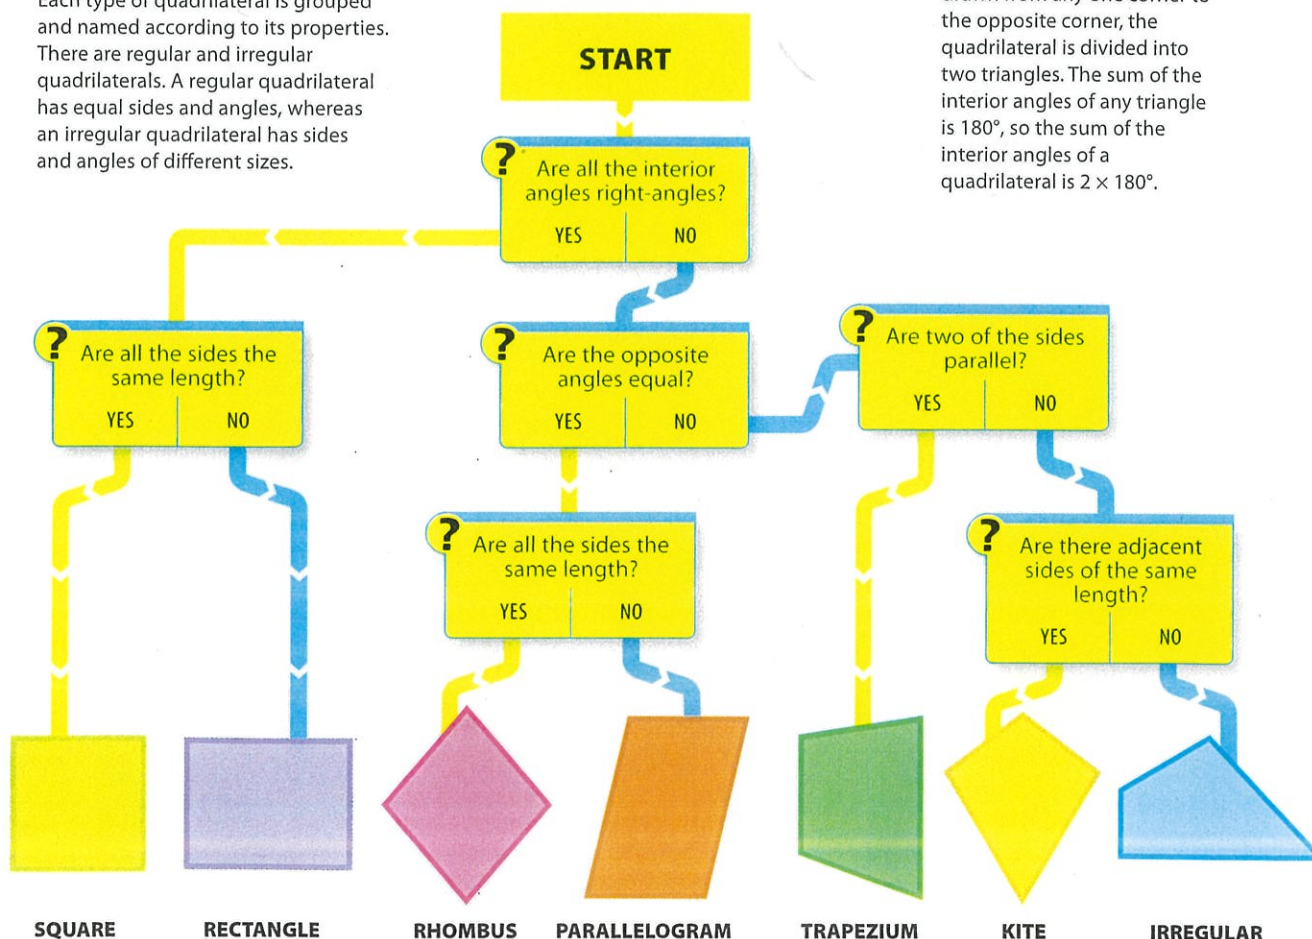 Each type of quadrilateral is grouped
and named according to its properties.
There are regular and irregular
quadrilaterals. A regular quadrilateral
has equal sides and angles, whereas
an irregular quadrilateral has sides
and angles of different sizes.
the opposite corner, the
quadrilateral is divided into
two triangles. The sum of the
interior angles of any triangle
is 180°, so the sum of the
interior angles of a
quadrilateral is 2 × 180°.
START
?
Are all the interior
angles right-angles?
YES NO
?
Are all the sides the
same length?
YES NO
?
Are the opposite
angles equal?
YES NO
?
Are two of the sides
parallel?
YES NO
?
Are all the sides the
same length?
YES NO
?
Are there adjacent
sides of the same
length?
YES NO
SQUARE
RECTANGLE
RHOMBUS
PARALLELOGRAM
TRAPEZIUM
KITE
IRREGULAR